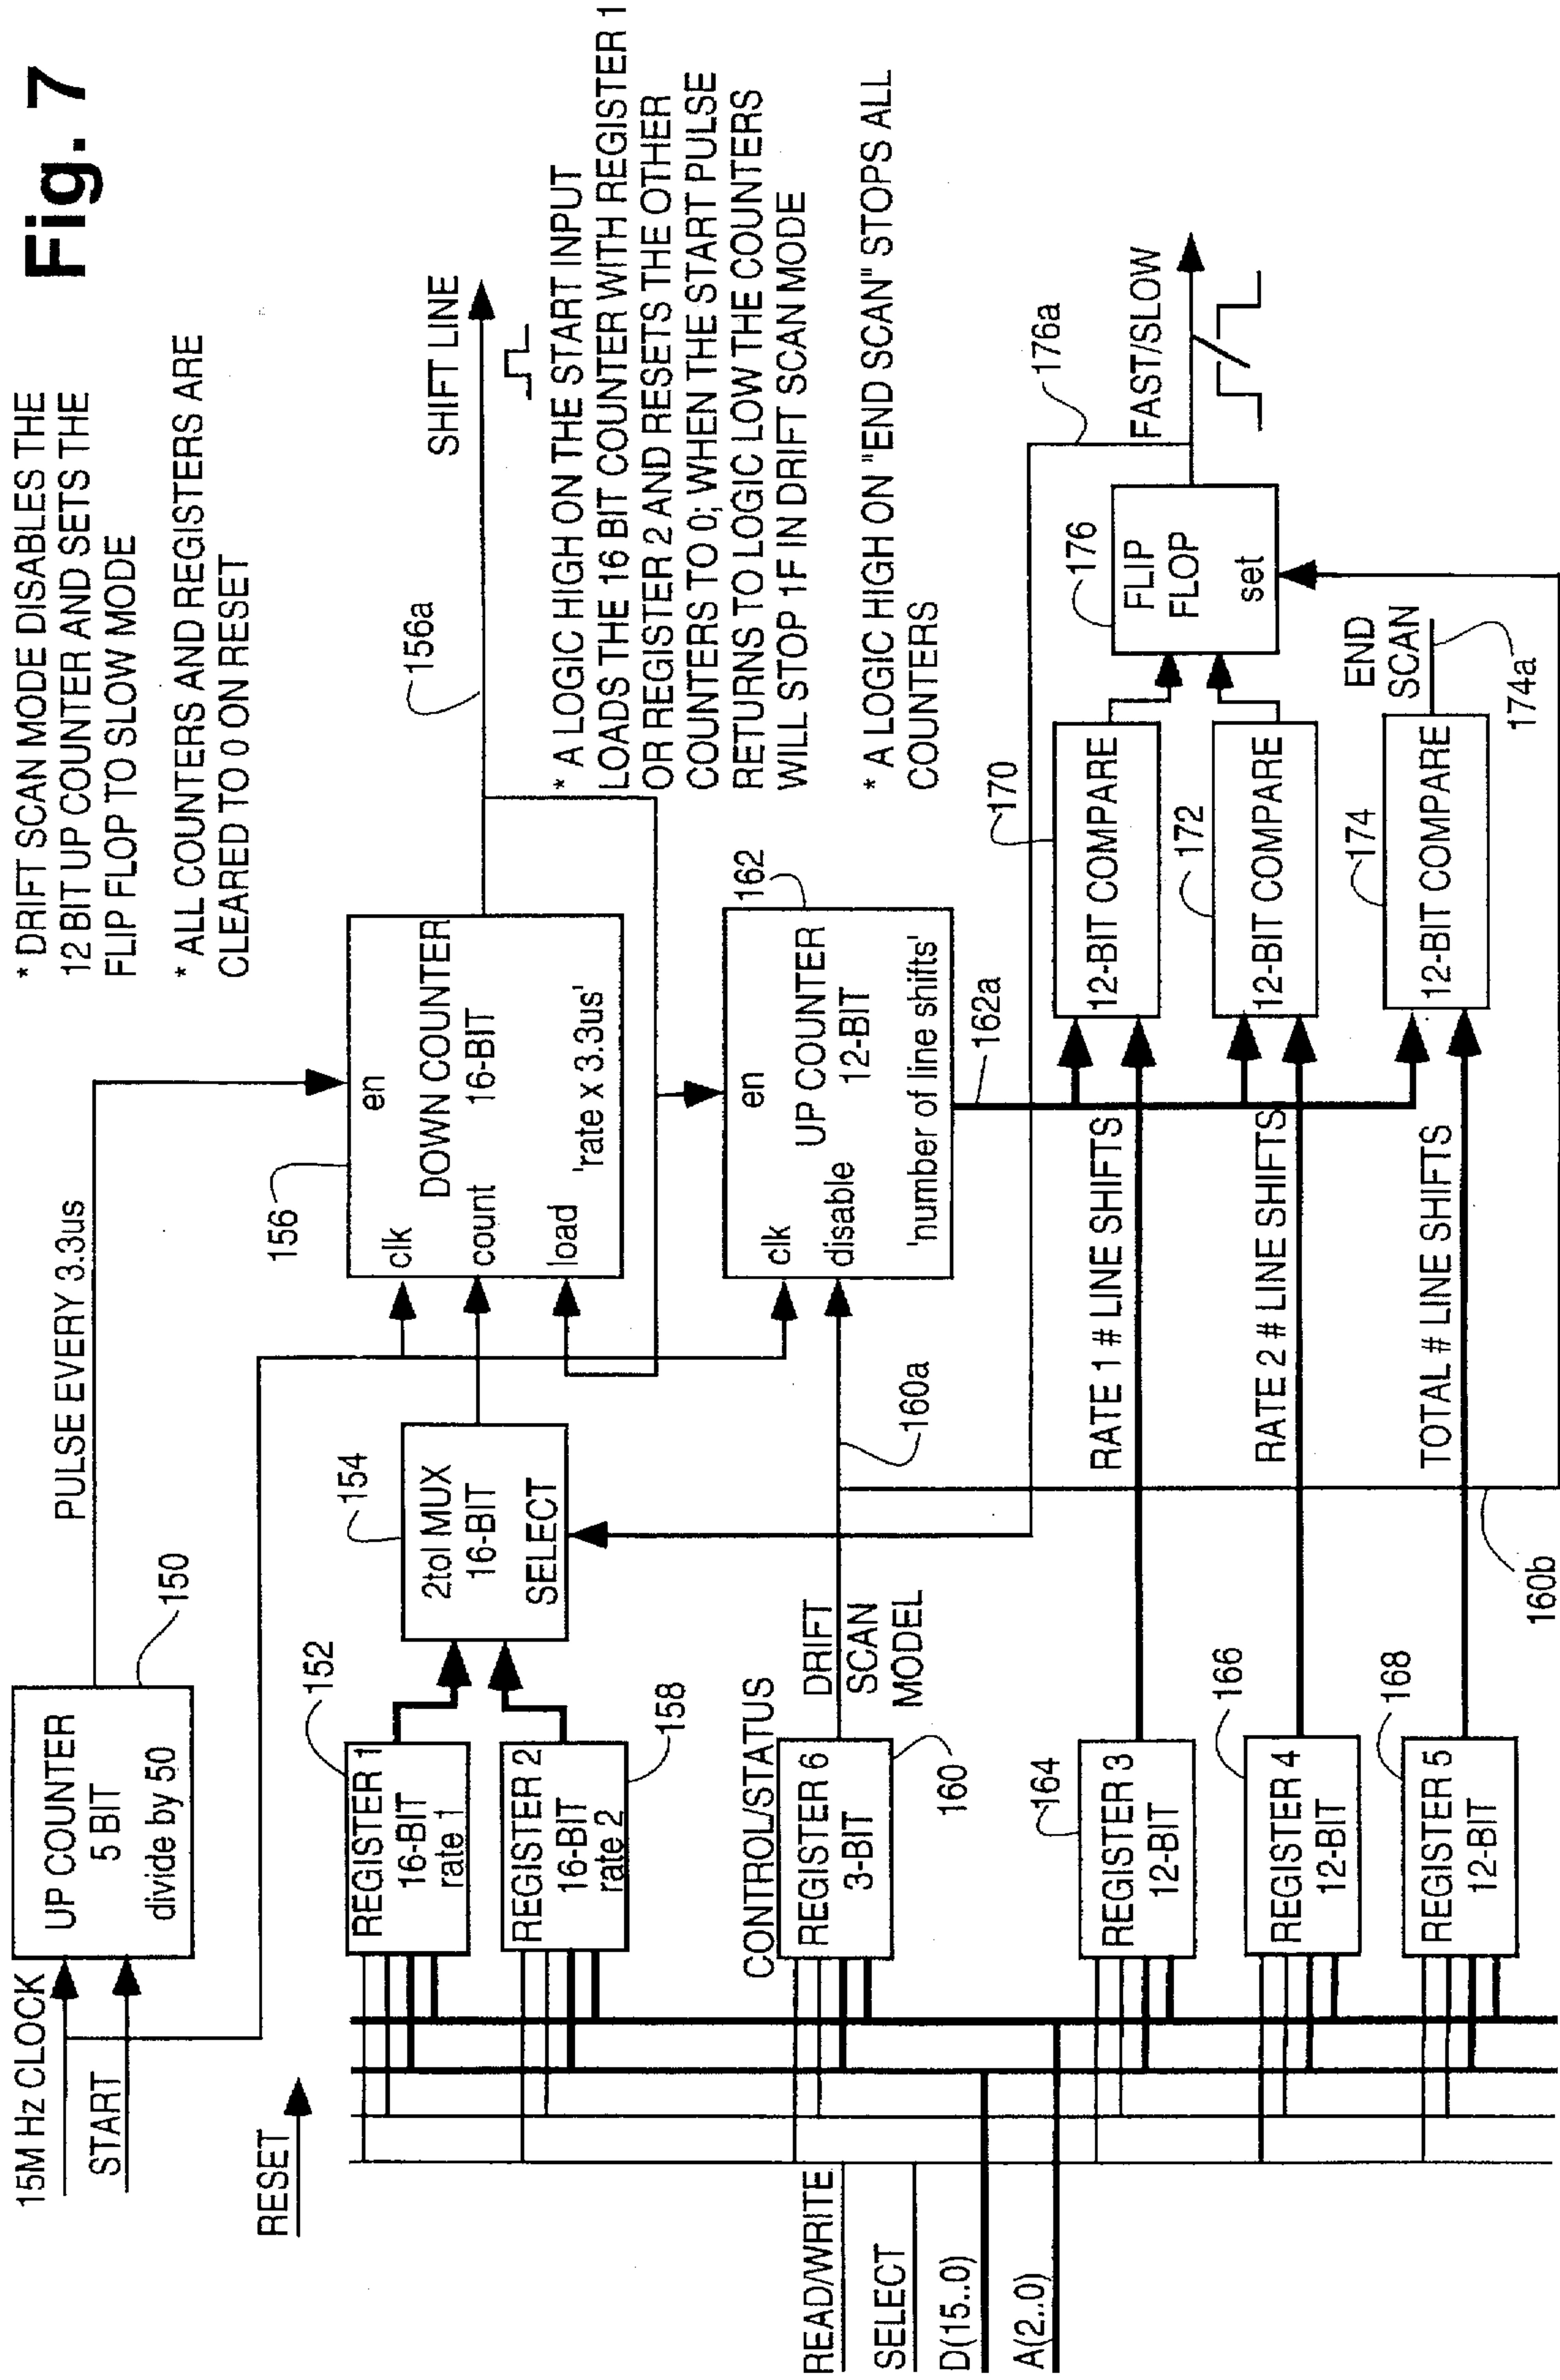 Fig. 7
* DRIFT SCAN MODE DISABLES THE
12 BIT UP COUNTER AND SETS THE
FLIP FLOP TO SLOW MODE
* ALL COUNTERS AND REGISTERS ARE
CLEARED TO 0 ON RESET
15M Hz CLOCK
START
UP COUNTER
5 BIT
divide by 50
150
PULSE EVERY 3.3us
RESET
REGISTER 1
16-BIT
rate 1
152
REGISTER 2
16-BIT
rate 2
158
2tol MUX
16-BIT
SELECT
154
156
clk
en
count
DOWN COUNTER
16-BIT
load
'rate x 3.3us'
156a
SHIFT LINE
* A LOGIC HIGH ON THE START INPUT
LOADS THE 16 BIT COUNTER WITH REGISTER 1
OR REGISTER 2 AND RESETS THE OTHER
COUNTERS TO 0; WHEN THE START PULSE
RETURNS TO LOGIC LOW THE COUNTERS
WILL STOP 1F IN DRIFT SCAN MODE
* A LOGIC HIGH ON "END SCAN" STOPS ALL
COUNTERS
READ/WRITE
SELECT
D(15..0)
A(2..0)
CONTROL/STATUS
REGISTER 6
3-BIT
160
DRIFT
SCAN
MODEL
160a
clk
en
disable
UP COUNTER
12-BIT
'number of line shifts'
162
162a
REGISTER 3
12-BIT
164
RATE 1 # LINE SHIFTS
12-BIT COMPARE
170
REGISTER 4
12-BIT
166
RATE 2 # LINE SHIFTS
12-BIT COMPARE
172
REGISTER 5
12-BIT
168
TOTAL # LINE SHIFTS
12-BIT COMPARE
174
END
SCAN
174a
FLIP
FLOP
set
176
176a
FAST/SLOW
160b